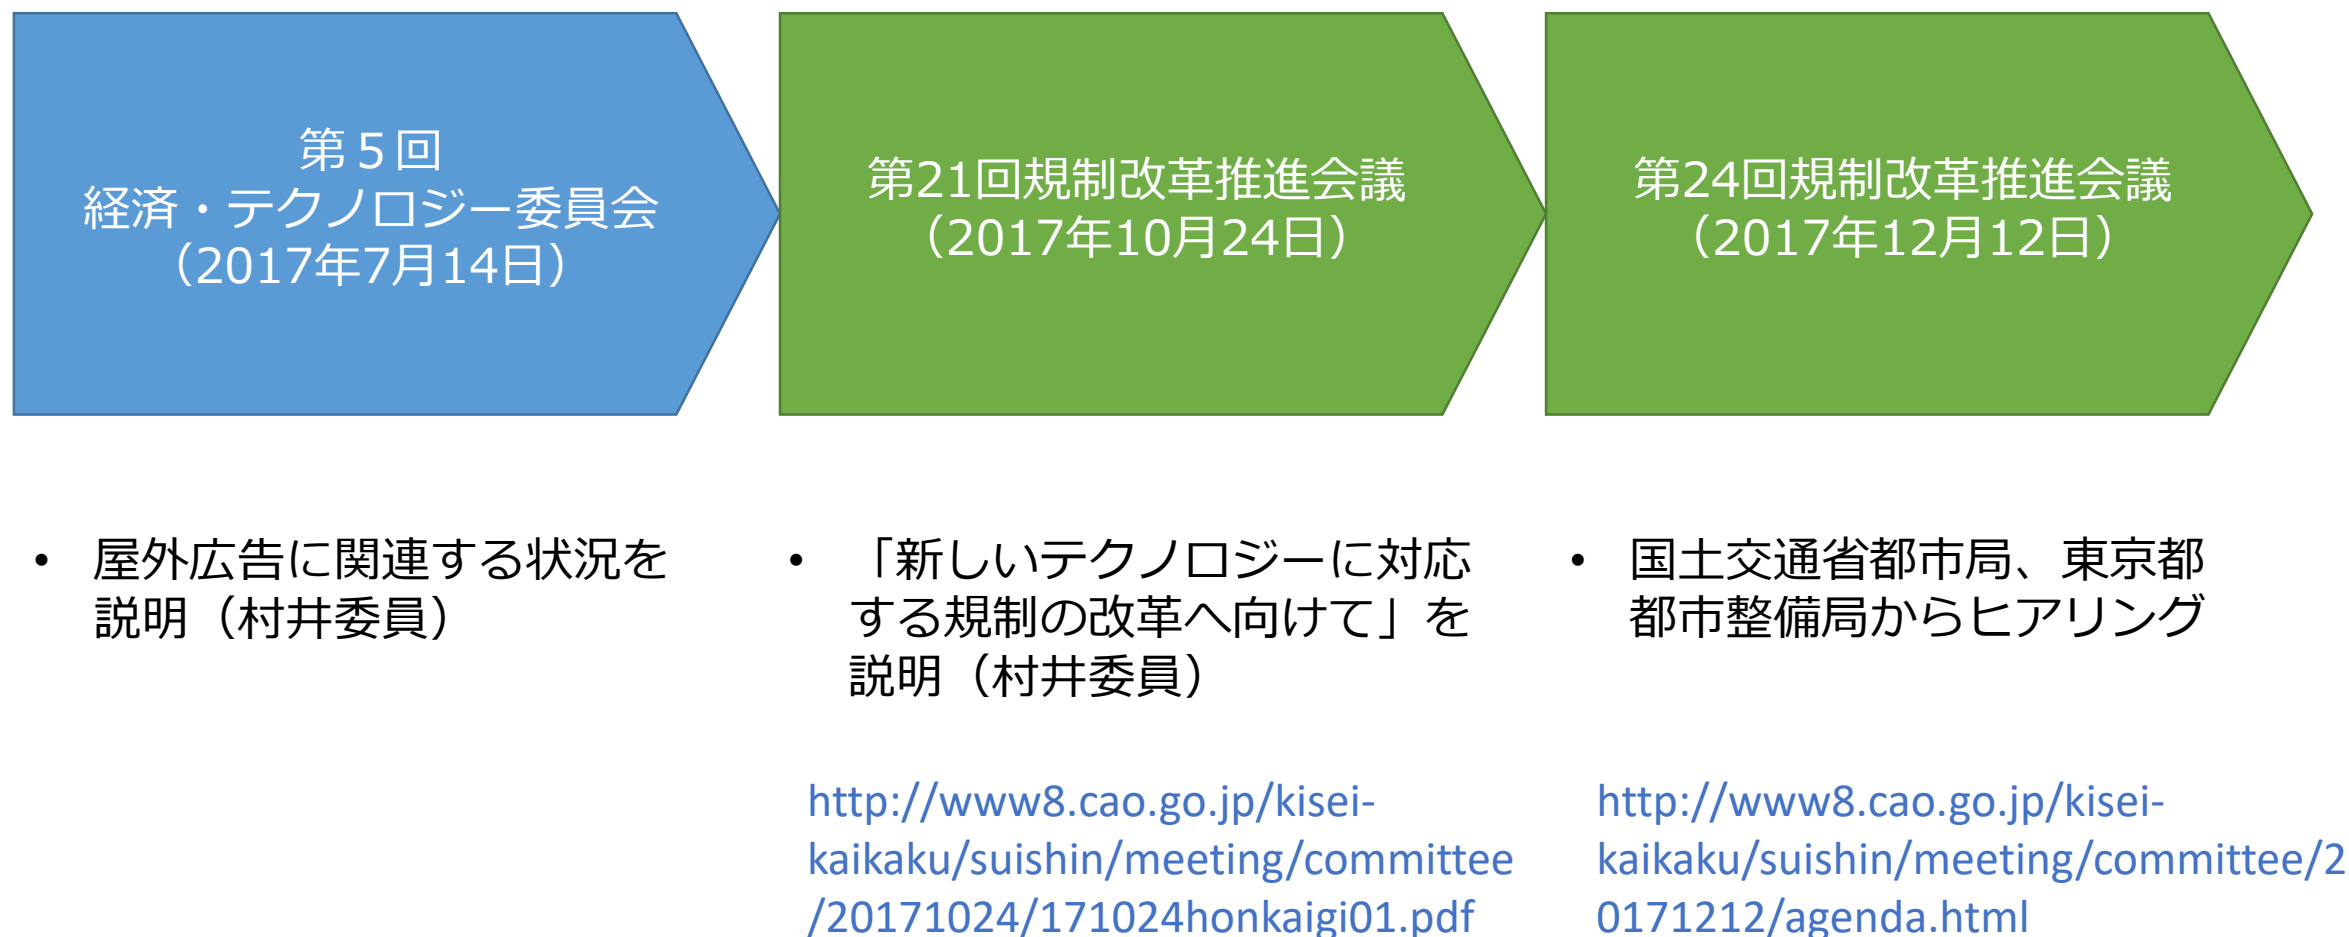 第５回
経済・テクノロジー委員会
（2017年7月14日）
第21回規制改革推進会議
（2017年10月24日）
第24回規制改革推進会議
（2017年12月12日）
• 屋外広告に関連する状況を
説明（村井委員）
• 「新しいテクノロジーに対応
する規制の改革へ向けて」を
説明（村井委員）
http://www8.cao.go.jp/kisei-
kaikaku/suishin/meeting/committee
/20171024/171024honkaigi01.pdf
• 国土交通省都市局、東京都
都市整備局からヒアリング
http://www8.cao.go.jp/kisei-
kaikaku/suishin/meeting/committee/2
0171212/agenda.html